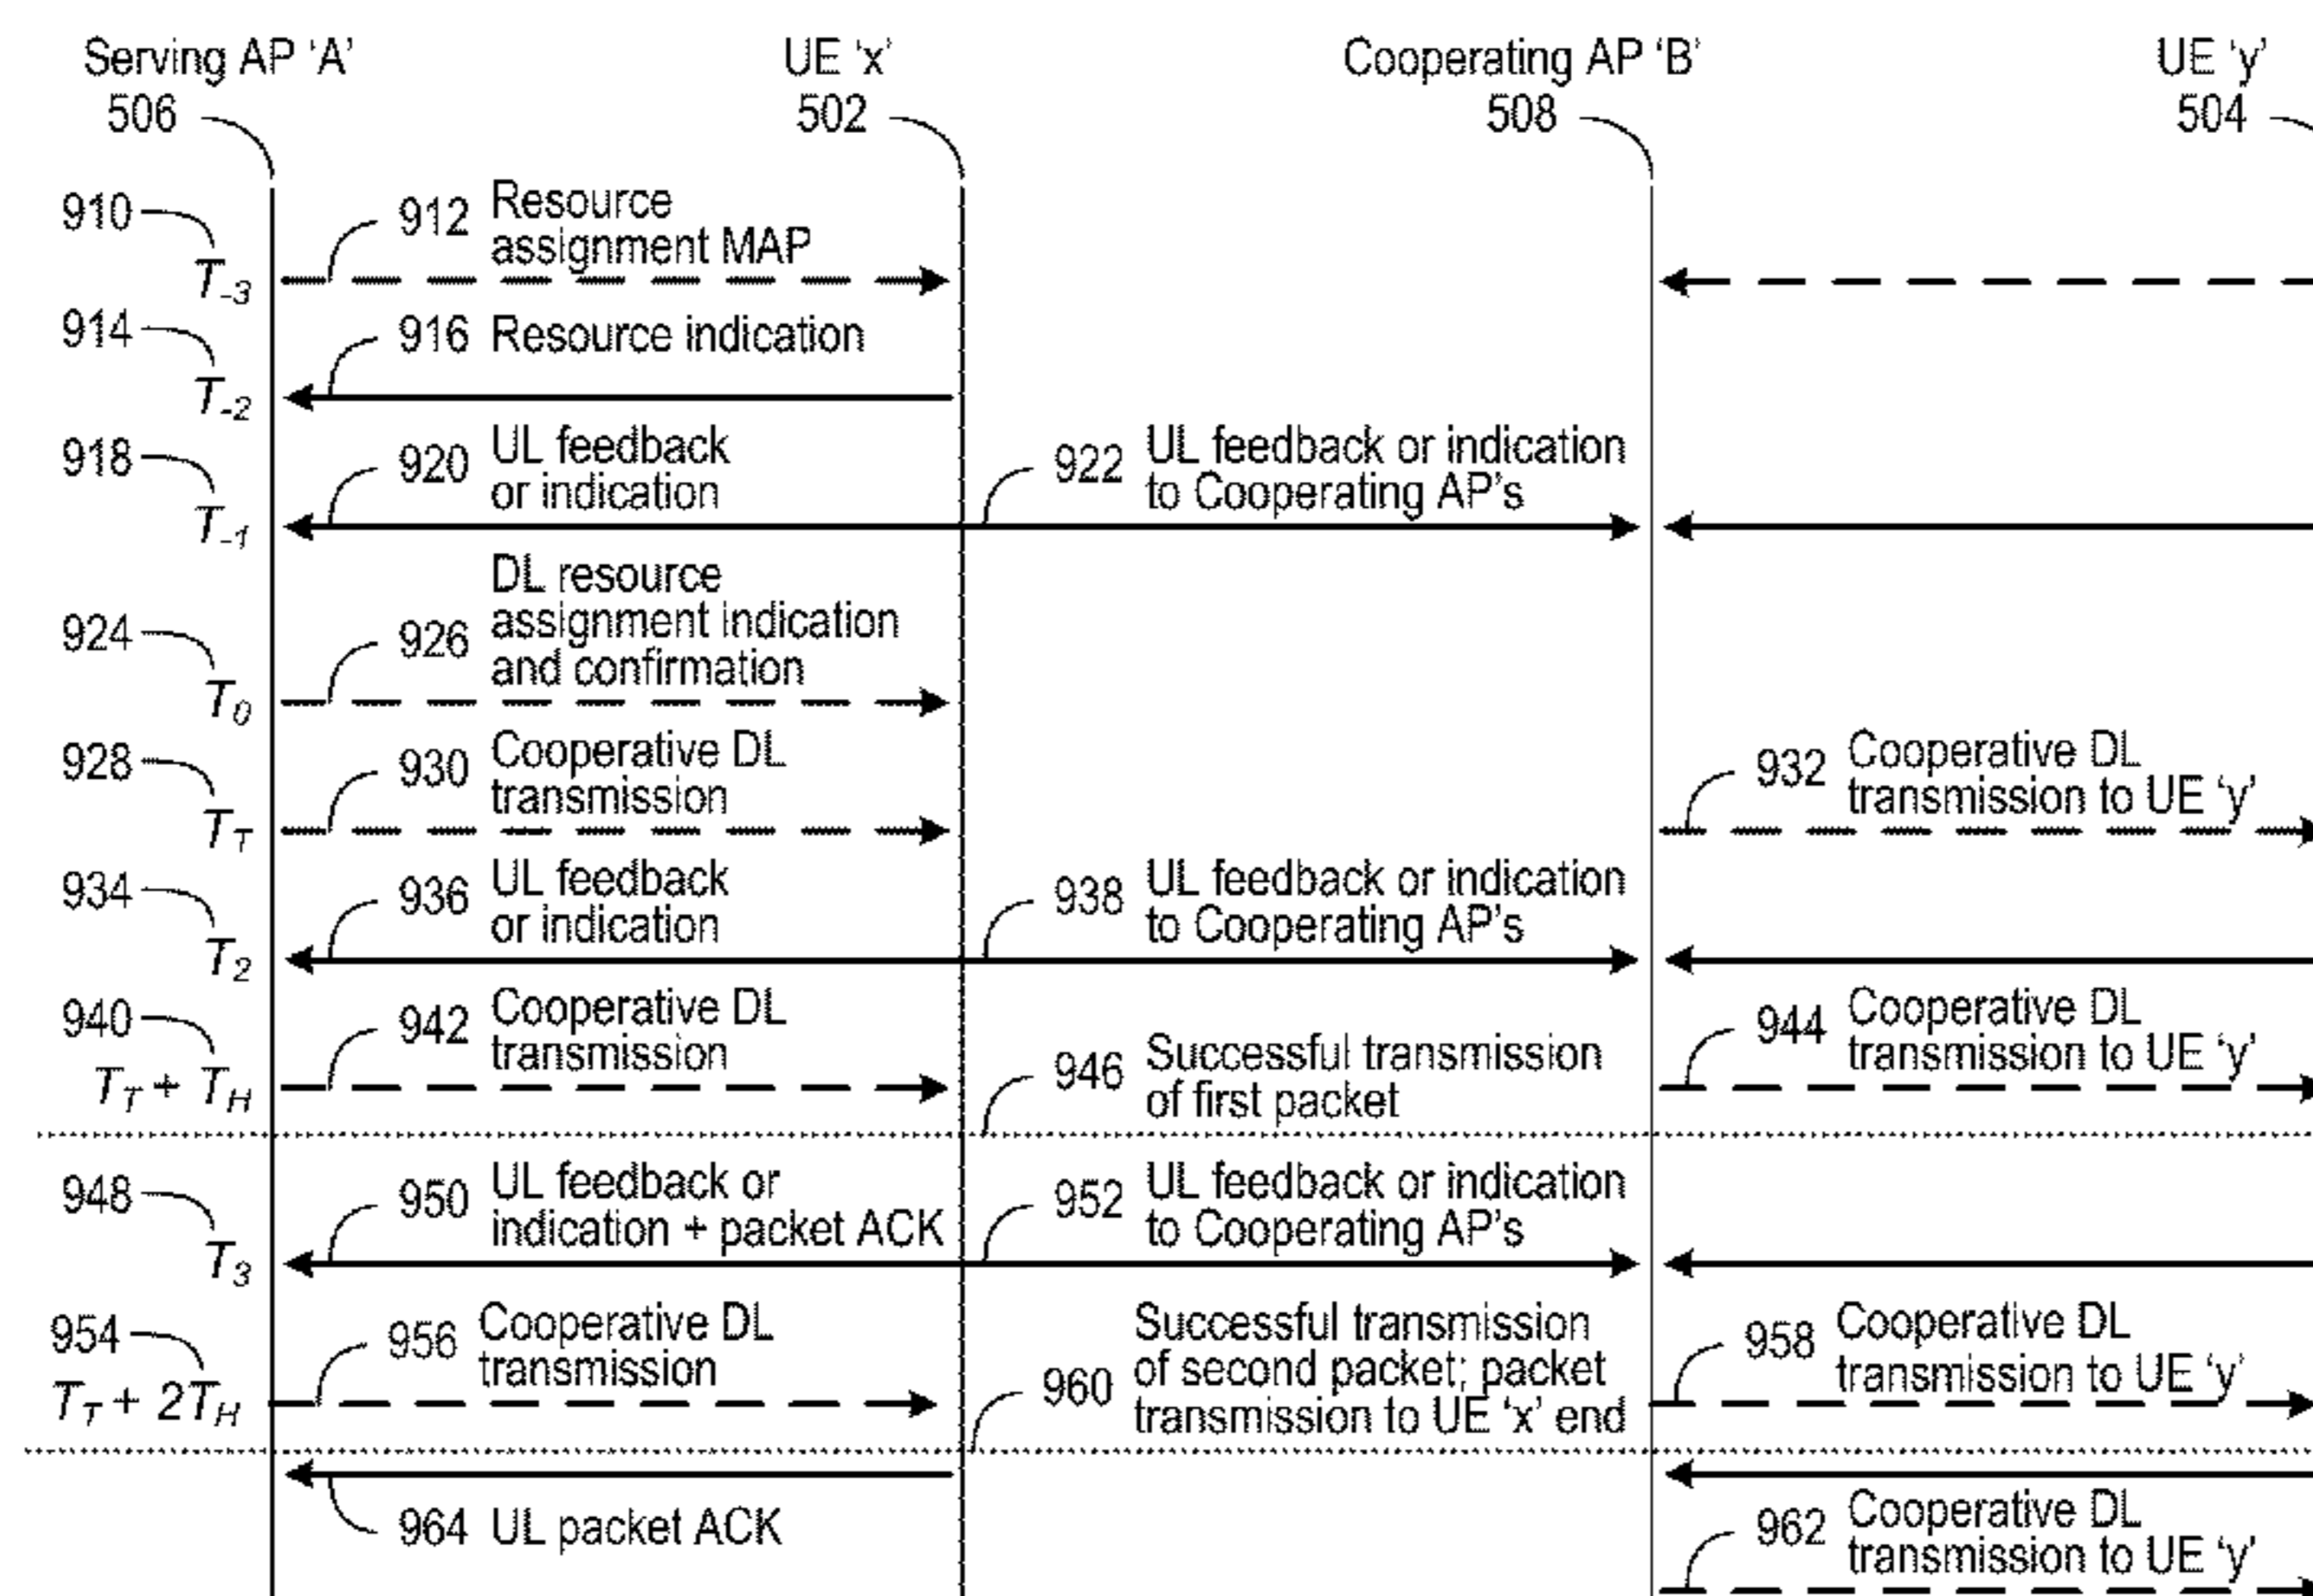 Serving AP ‘A’
506
UE ‘x’
502
Cooperating AP ‘B’
508
UE ‘y’
504
910
T-3
912 Resource
assignment MAP
914
T-2
916 Resource indication
918
T-1
920 UL feedback
or indication
922 UL feedback or indication
to Cooperating AP’s
924
T0
926 DL resource
assignment indication
and confirmation
928
TT
930 Cooperative DL
transmission
932 Cooperative DL
transmission to UE ‘y’
934
T2
936 UL feedback
or indication
938 UL feedback or indication
to Cooperating AP’s
940
TT + TH
942 Cooperative DL
transmission
946 Successful transmission
of first packet
944 Cooperative DL
transmission to UE ‘y’
948
T3
950 UL feedback or
indication + packet ACK
952 UL feedback or indication
to Cooperating AP’s
954
TT + 2TH
956 Cooperative DL
transmission
960 Successful transmission
of second packet; packet
transmission to UE ‘x’ end
958 Cooperative DL
transmission to UE ‘y’
964 UL packet ACK
962 Cooperative DL
transmission to UE ‘y’